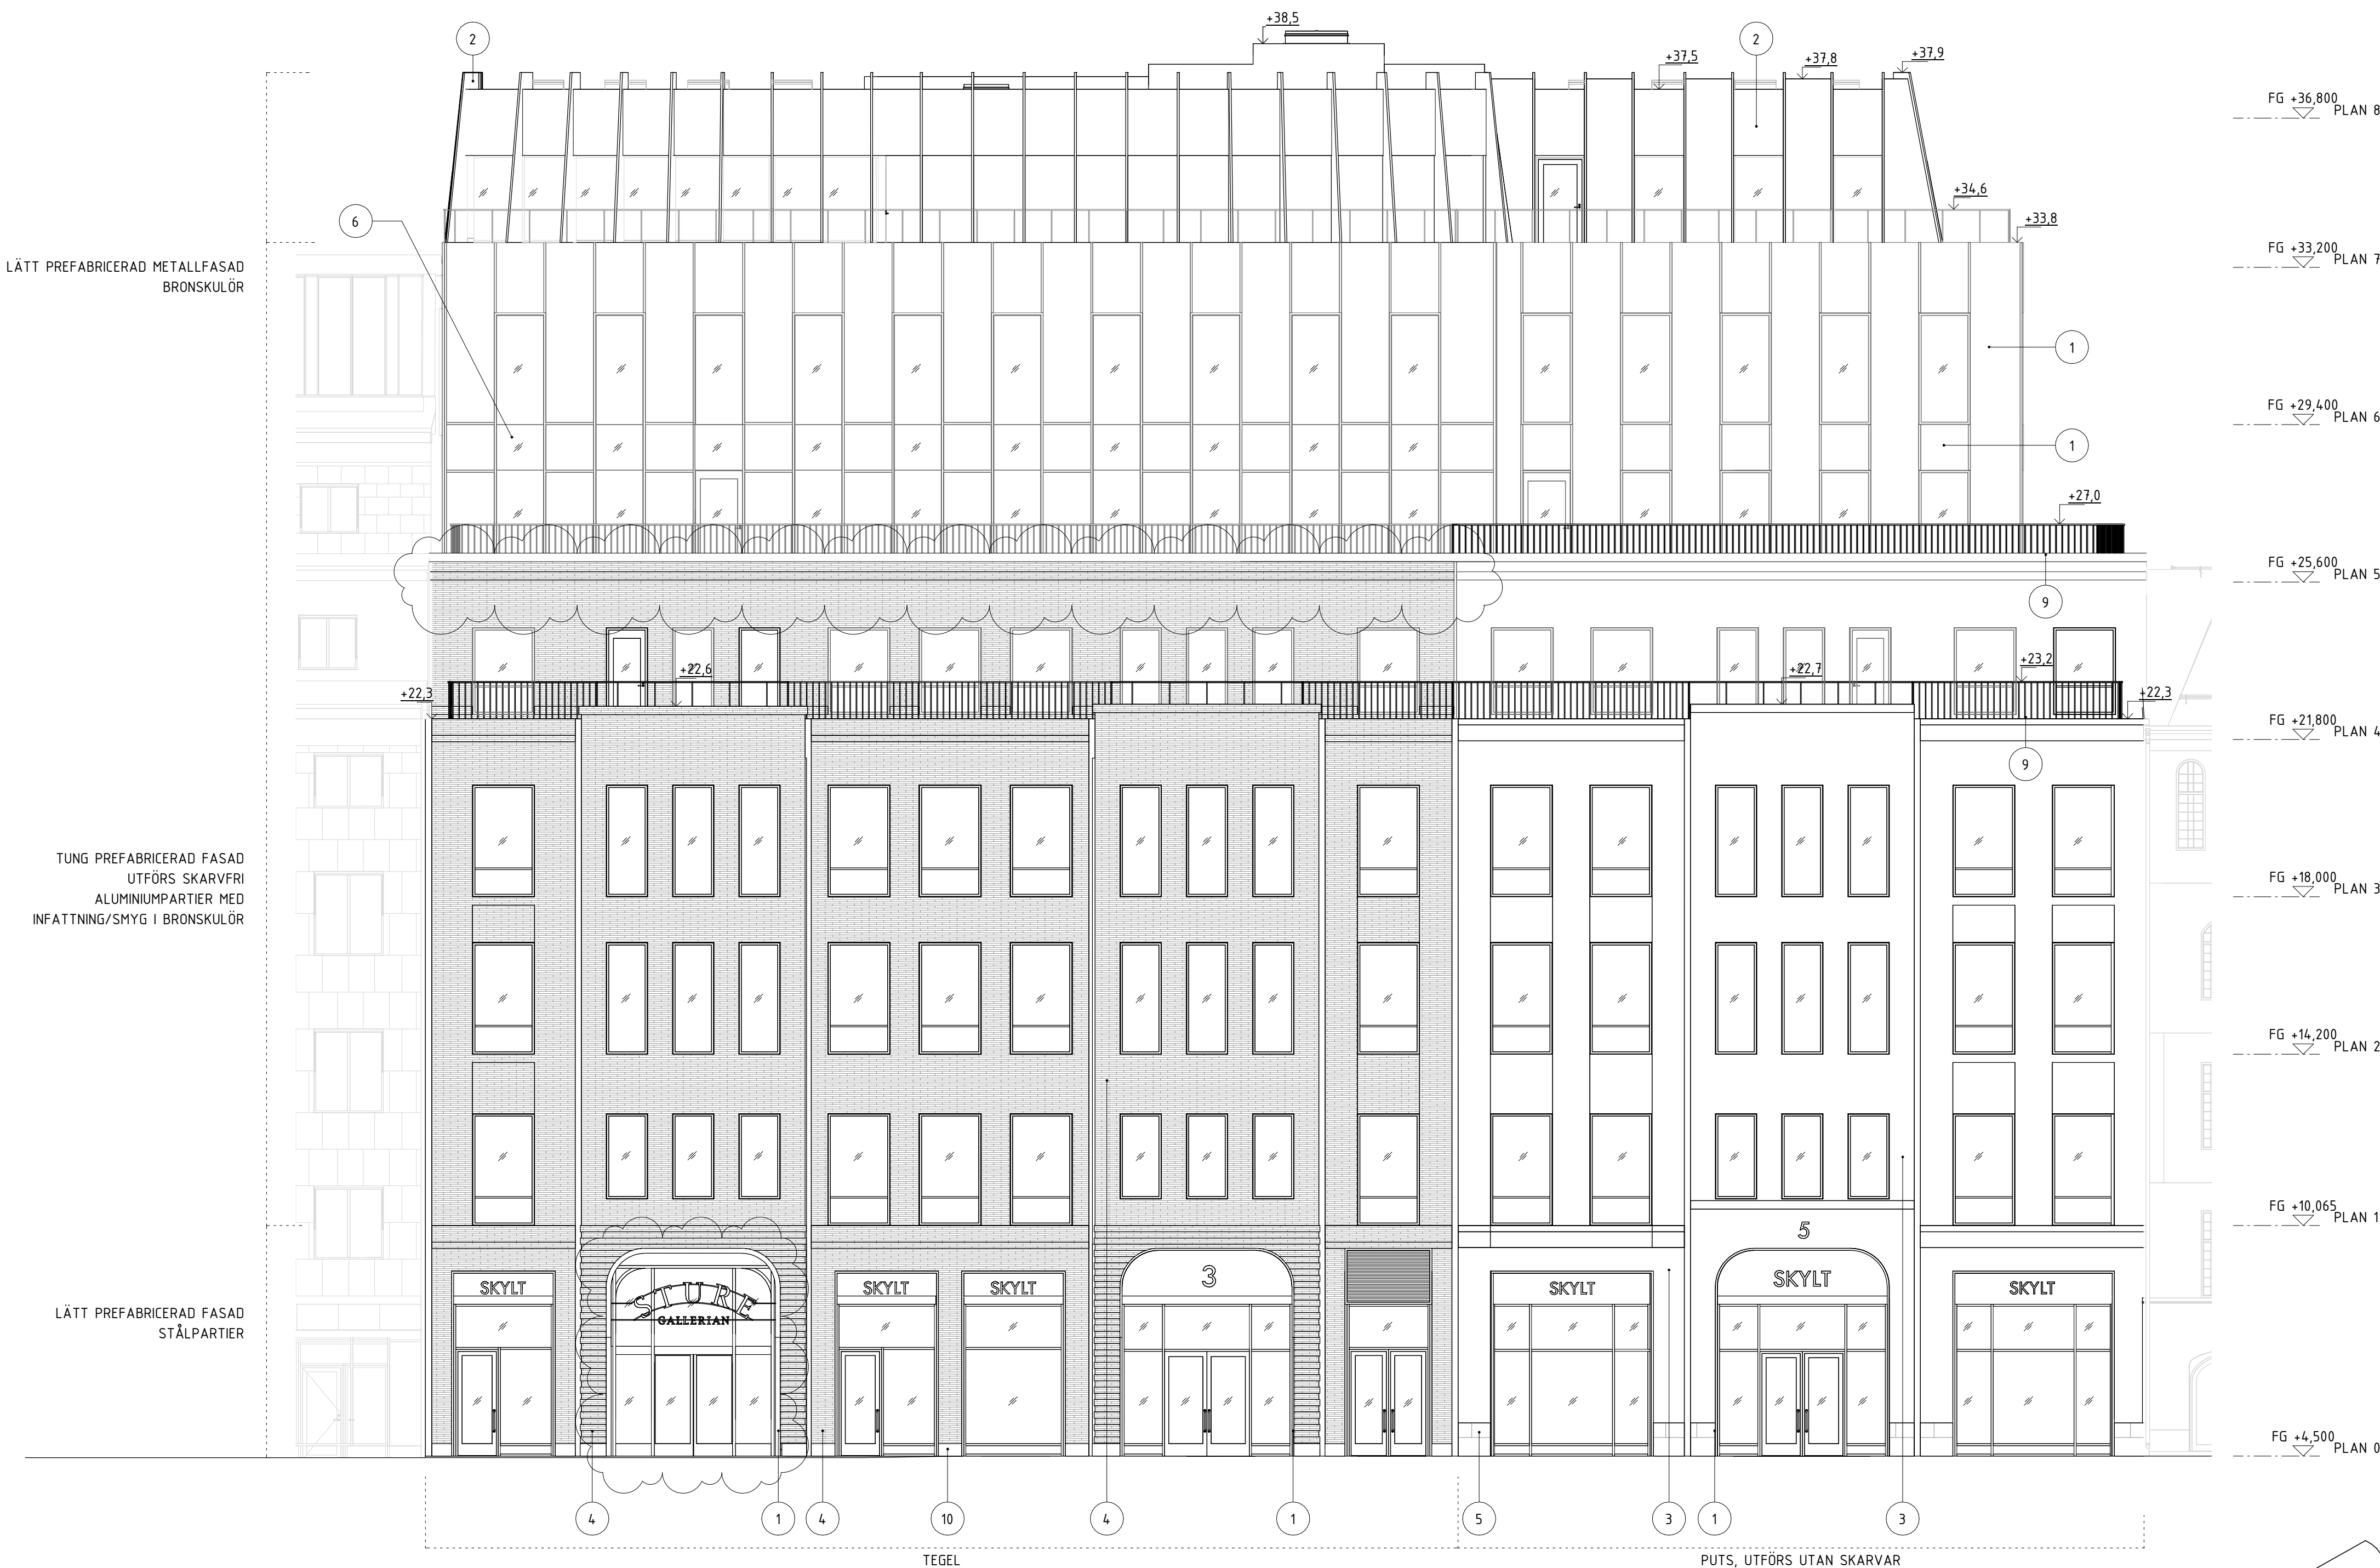 +38,5
2
2
+37,5
+37,8
+37,9
FG +36,800
PLAN 8
+34,6
6
+33,8
FG +33,200
PLAN 7
LÄTT PREFABRICERAD METALLFASAD
BRONSKULÖR
1
FG +29,400
PLAN 6
1
+27,0
FG +25,600
PLAN 5
9
+22,6
+22,7
+23,2
+22,3
+22,3
FG +21,800
PLAN 4
9
TUNG PREFABRICERAD FASAD
UTFÖRS SKARVFRI
ALUMINIUMPARTIER MED
INFATTNING/SMYG I BRONSKULÖR
FG +18,000
PLAN 3
FG +14,200
PLAN 2
FG +10,065
PLAN 1
5
3
SKYLT
SKYLT
SKYLT
SKYLT
SKYLT
SKYLT
STURE
GALLERIAN
LÄTT PREFABRICERAD FASAD
STÅLPARTIER
FG +4,500
PLAN 0
4
1
4
10
4
1
5
3
1
3
TEGEL
PUTS, UTFÖRS UTAN SKARVAR